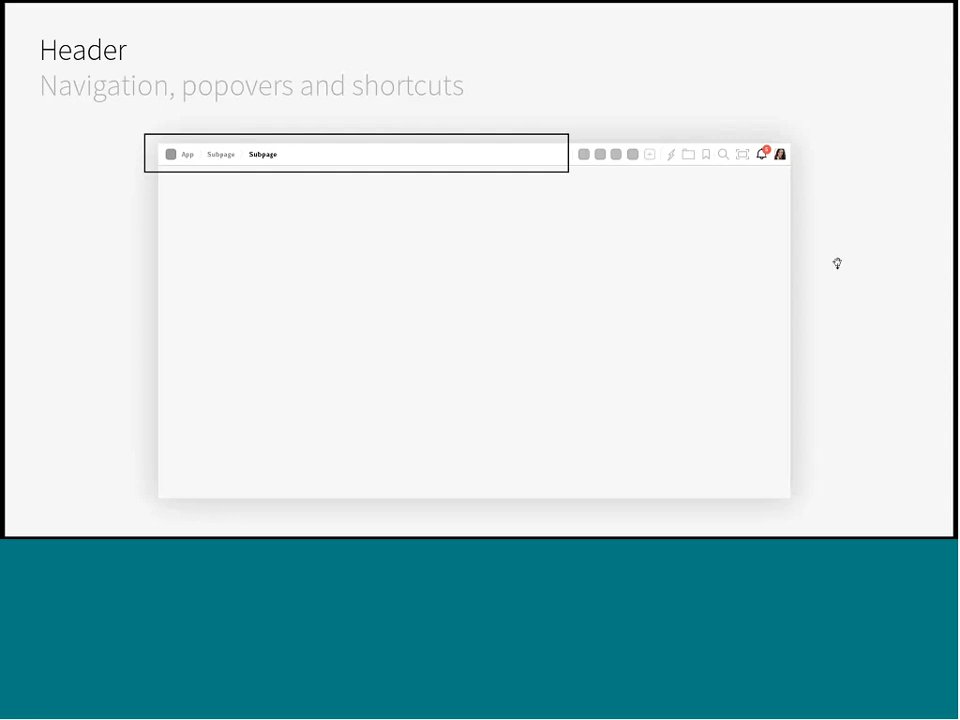 Header
Navigation, popovers and shortcuts
App Subpage Subpage